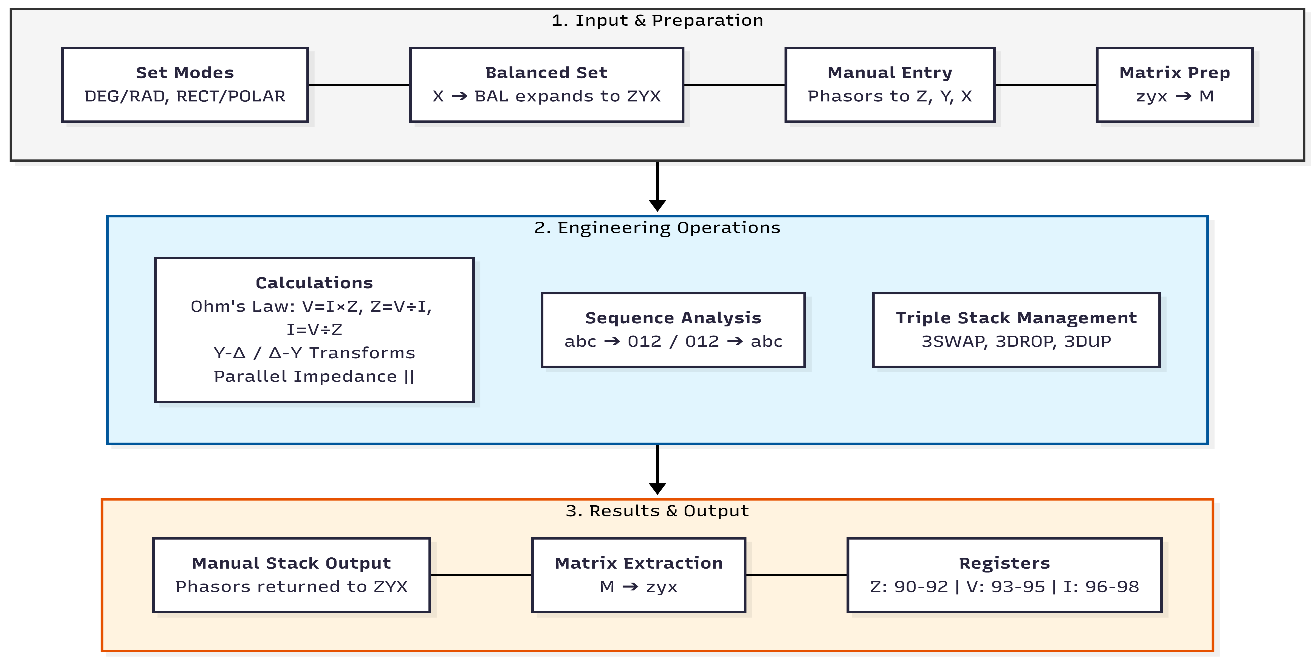 1. Input & Preparation
Set Modes
DEG/RAD, RECT/POLAR
Balanced Set
X → BAL expands to ZYX
Manual Entry
Phasors to Z, Y, X
Matrix Prep
zyx → M
2. Engineering Operations
Calculations
Ohm's Law: V=I×Z, Z=V÷I,
I=V÷Z
Y-Δ / Δ-Y Transforms
Parallel Impedance ||
Sequence Analysis
abc → 012 / 012 → abc
Triple Stack Management
3SWAP, 3DROP, 3DUP
3. Results & Output
Manual Stack Output
Phasors returned to ZYX
Matrix Extraction
M → zyx
Registers
Z: 90-92 | V: 93-95 | I: 96-98